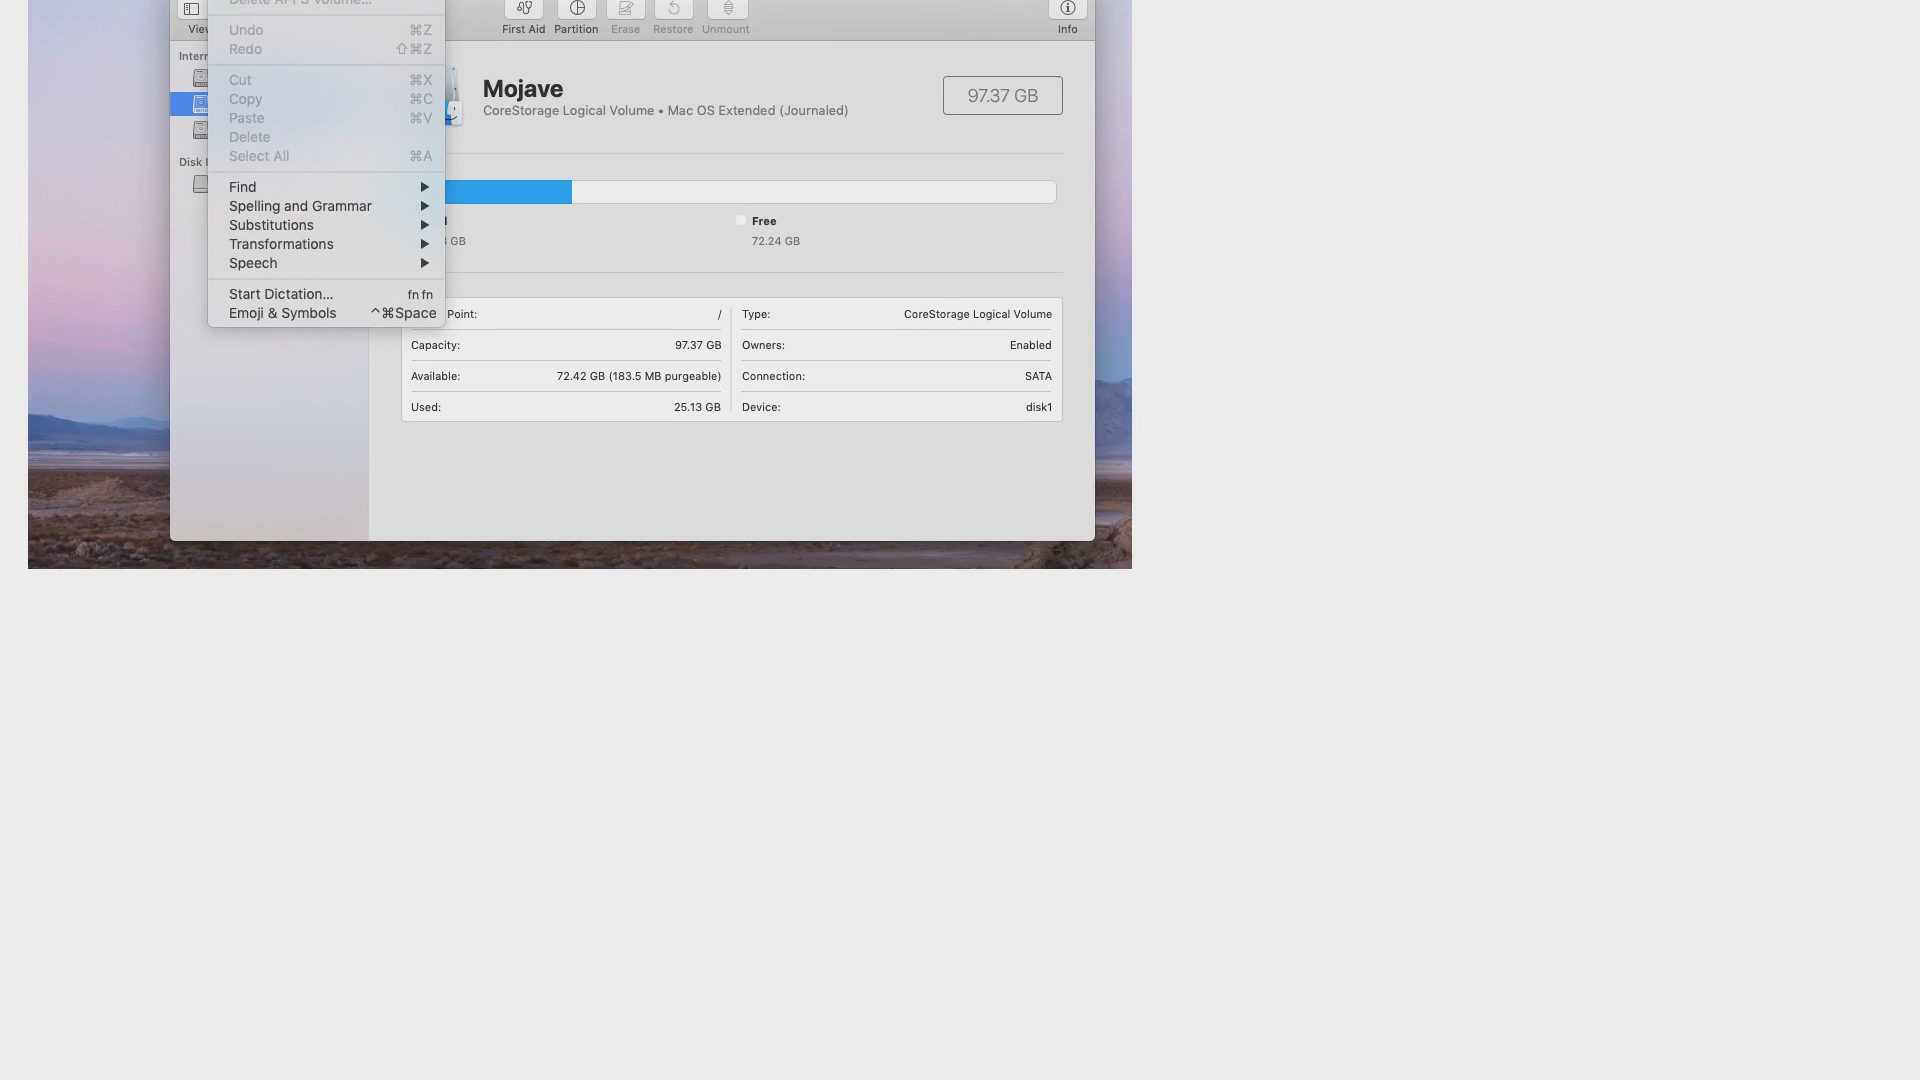 View
First Aid Partition Erase Restore Unmount
Info
Undo ⌘Z
Redo ⇧⌘Z
Cut ⌘X
Copy ⌘C
Paste ⌘V
Delete
Select All ⌘A
Find ▶
Spelling and Grammar ▶
Substitutions ▶
Transformations ▶
Speech ▶
Start Dictation... fn fn
Emoji & Symbols ^⌘Space
Disk
Mojave
CoreStorage Logical Volume • Mac OS Extended (Journaled)
97.37 GB
GB
Free
72.24 GB
Point: /
Capacity: 97.37 GB
Available: 72.42 GB (183.5 MB purgeable)
Used: 25.13 GB
Type: CoreStorage Logical Volume
Owners: Enabled
Connection: SATA
Device: disk1